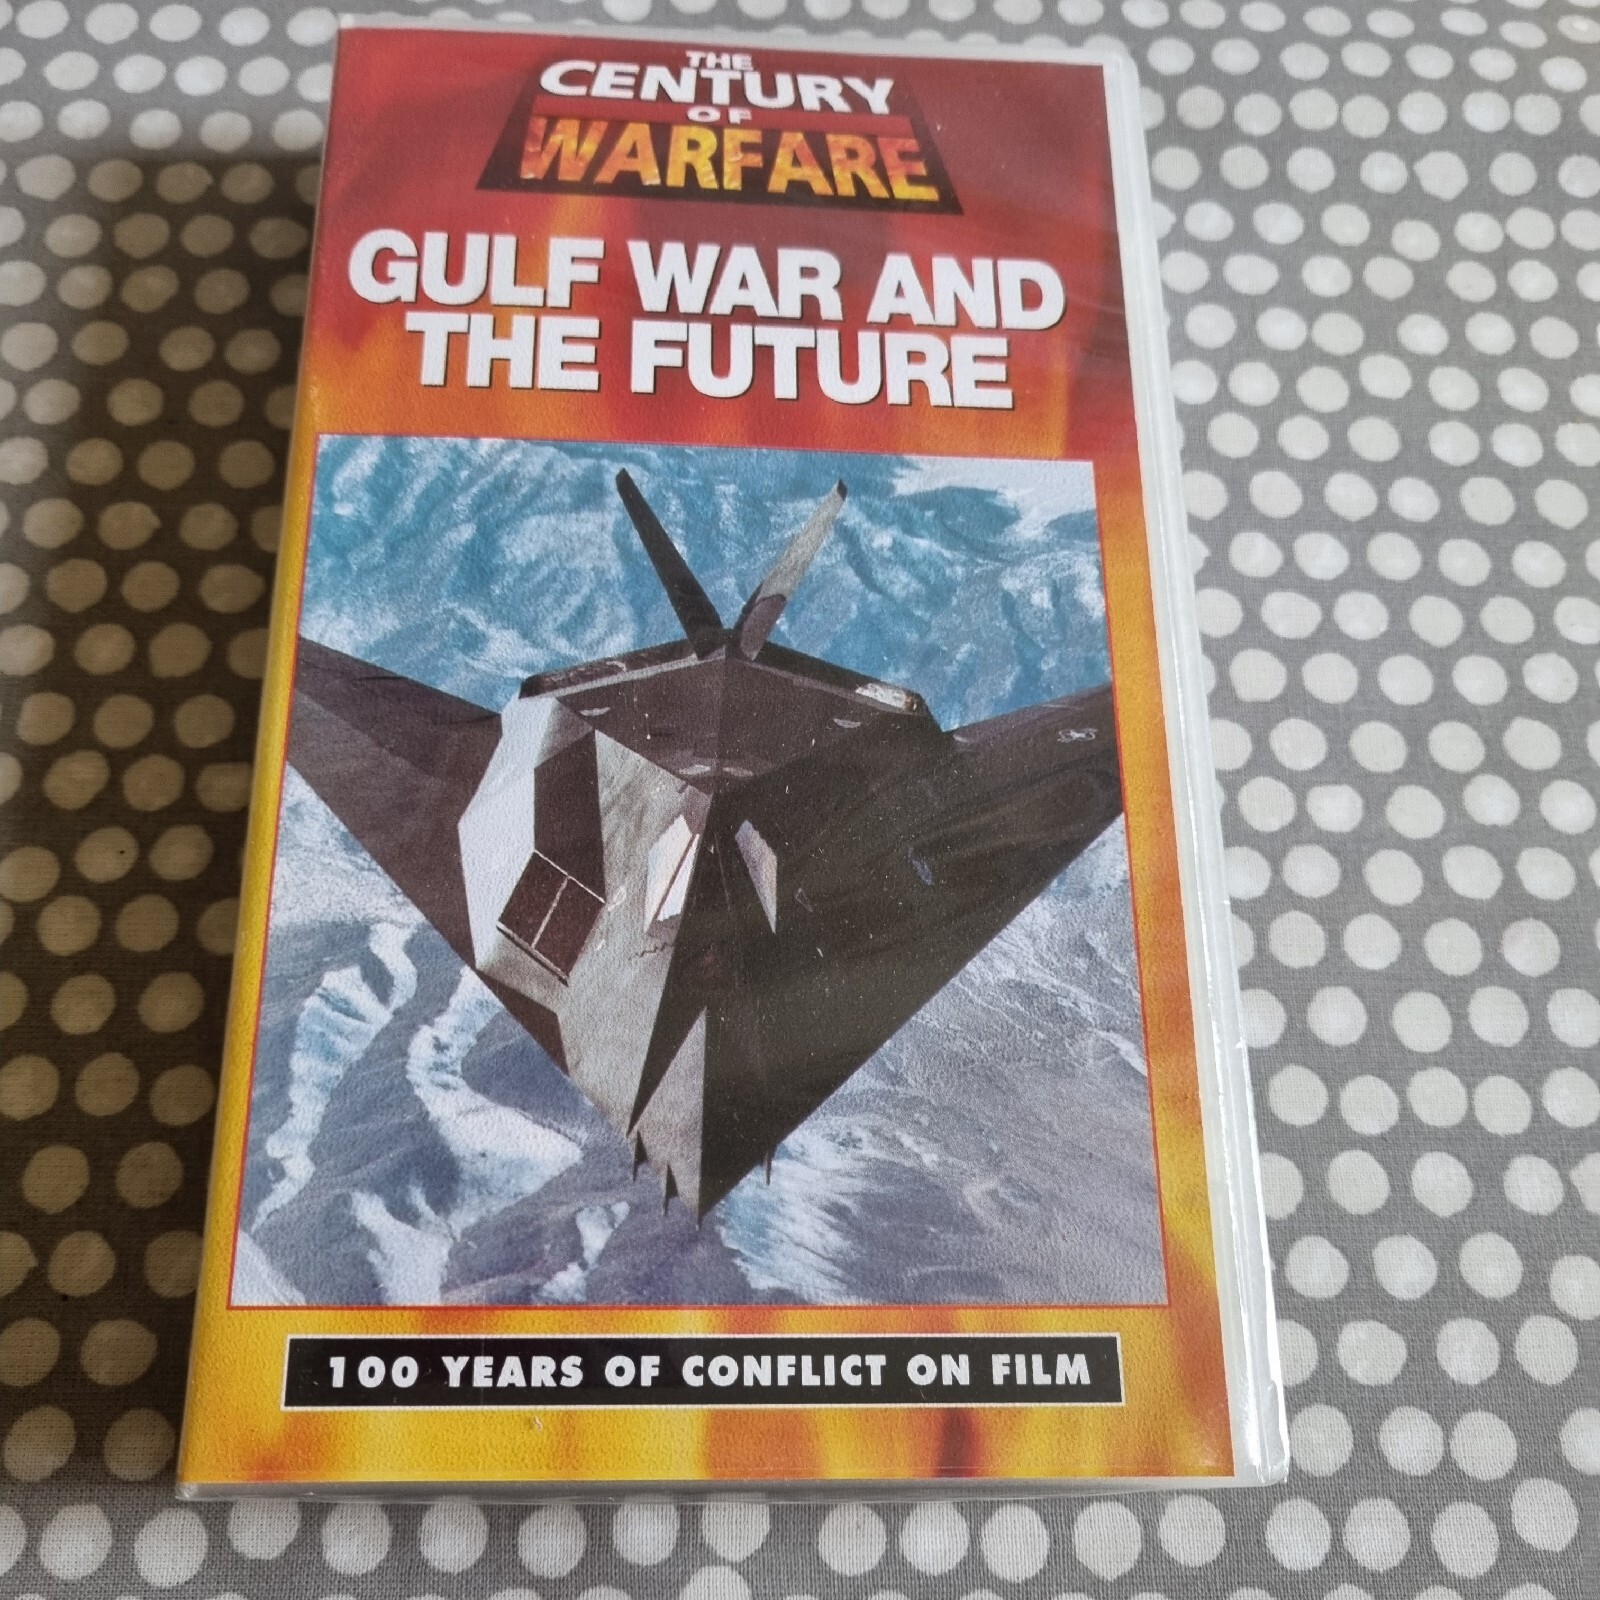 THE
CENTURY
OF
WARFARE
GULF WAR AND
THE FUTURE
100 YEARS OF CONFLICT ON FILM